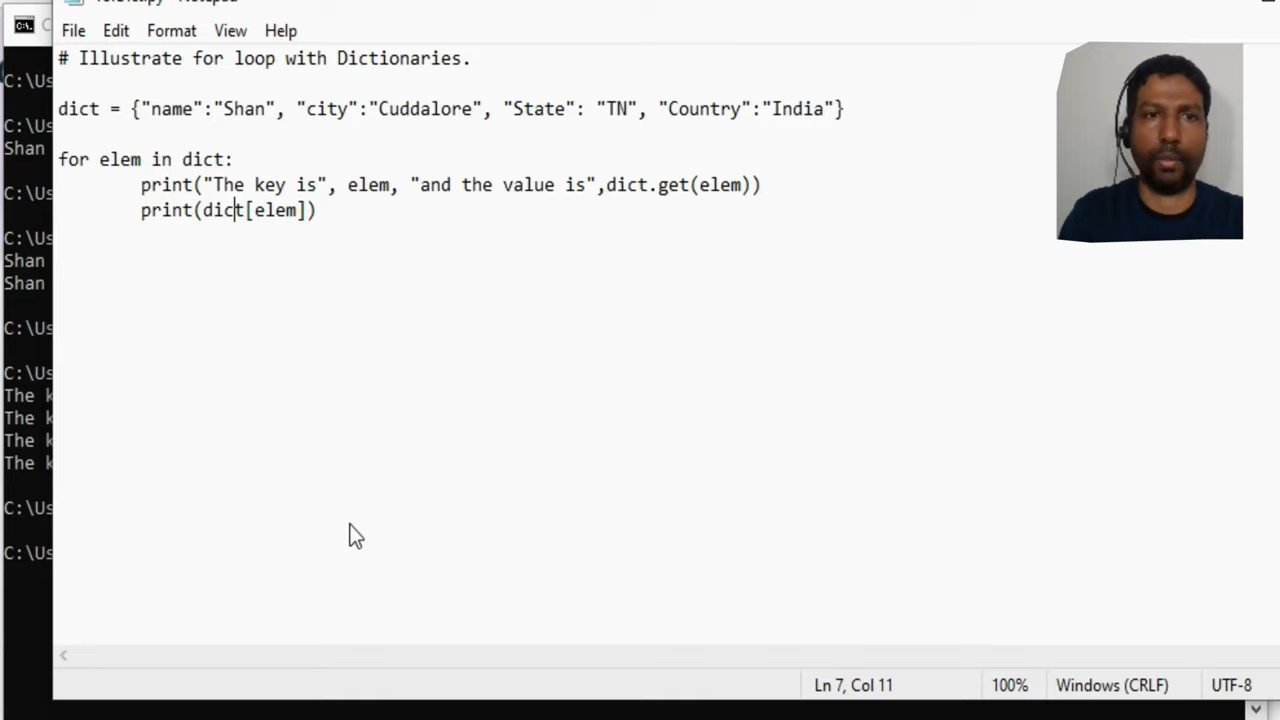 File Edit Format View Help
# Illustrate for loop with Dictionaries.
dict = {"name":"Shan", "city":"Cuddalore", "State": "TN", "Country":"India"}
for elem in dict:
print("The key is", elem, "and the value is",dict.get(elem))
print(dict[elem])
C:\Us
C:\Us
Shan
C:\Us
C:\Us
Shan
Shan
C:\Us
C:\Us
The k
The k
The k
The k
C:\Us
C:\Us
Ln 7, Col 11 100% Windows (CRLF) UTF-8